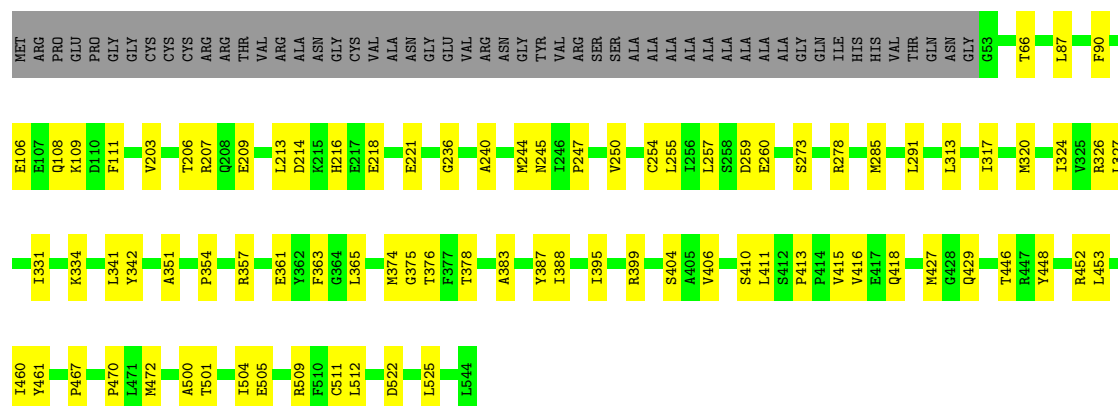 MET ARG PRO GLU PRO GLY GLY CYS CYS CYS ARG ARG THR VAL ARG ALA ASN GLY CYS VAL ALA ASN GLY GLU VAL ARG ASN GLY TYR VAL ARG SER SER ALA ALA ALA ALA ALA ALA ALA ALA ALA GLY GLN ILE HIS HIS VAL THR GLN ASN GLY G53 T66 L87 F90
E106 E107 Q108 K109 D110 F111 V203 T206 R207 Q208 E209 L213 D214 K215 H216 E217 E218 E221 G236 A240 M244 N245 I246 P247 V250 C254 L255 I256 L257 S258 D259 E260 S273 R278 M285 L291 L313 I317 M320 I324 V325 R326 L327
I331 K334 L341 Y342 A351 P354 R357 E361 Y362 F363 G364 L365 M374 G375 T376 F377 T378 A383 Y387 I388 I395 R399 S404 A405 V406 S410 L411 S412 P413 P414 V415 V416 E417 Q418 M427 G428 Q429 T446 R447 Y448 R452 L453
I460 Y461 P467 P470 L471 M472 A500 T501 I504 E505 R509 F510 C511 L512 D522 L525 L544